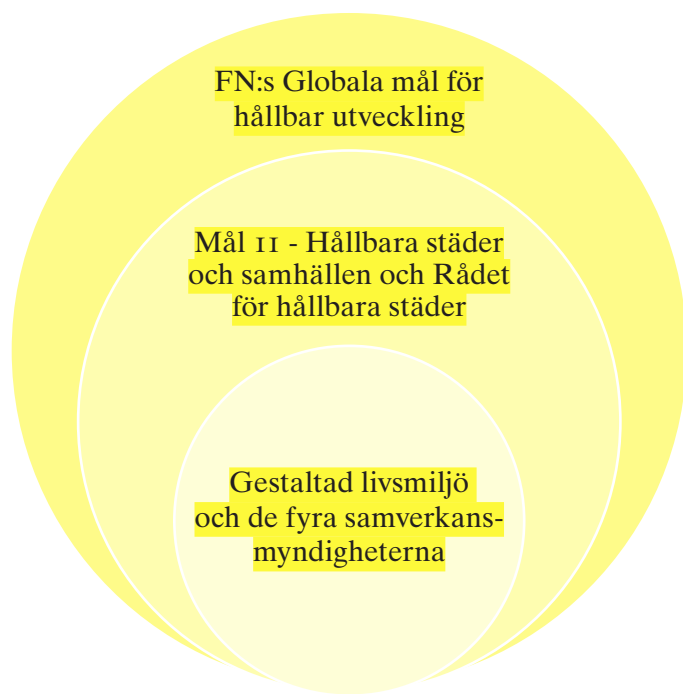 FN:s Globala mål för
hållbar utveckling
Mål 11 - Hållbara städer
och samhällen och Rådet
för hållbara städer
Gestaltad livsmiljö
och de fyra samverkans-
myndigheterna